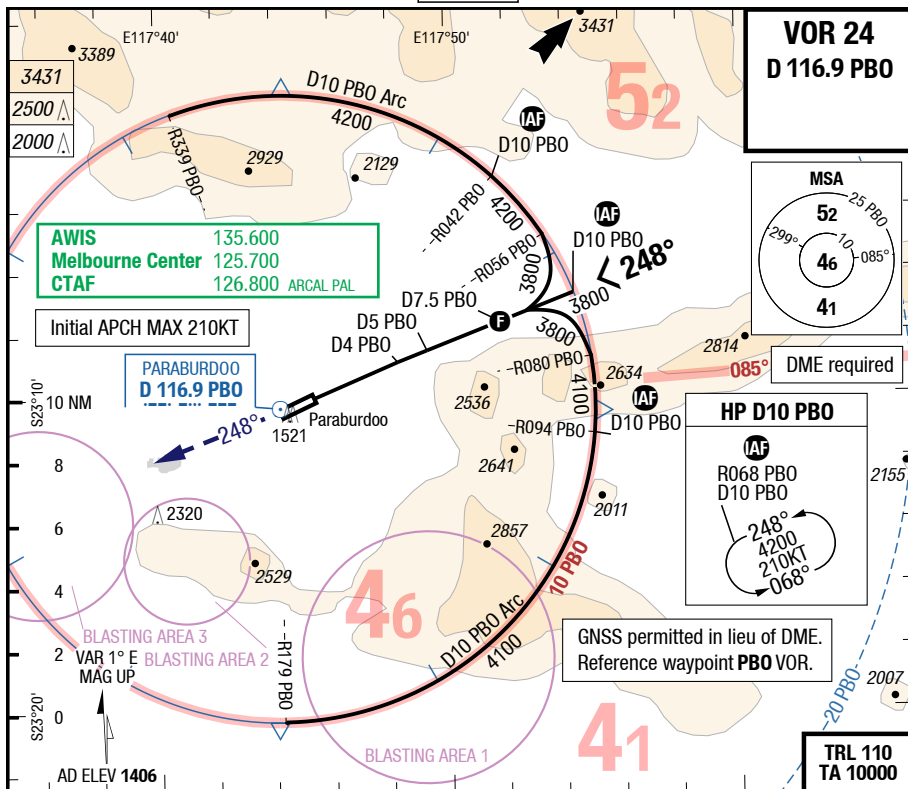 E117°40'
E117°50'
3431
3389
VOR 24
D 116.9 PBO
3431
2500
2000
52
D10 PBO Arc
4200
IAF
D10 PBO
R339 PBO
2929
2129
R042 PBO
4200
IAF
D10 PBO
R056 PBO
3800
248°
3800
MSA
52
25 PBO
299°
10
085°
46
41
AWIS 135.600
Melbourne Center 125.700
CTAF 126.800 ARCAL PAL
D7.5 PBO
F
Initial APCH MAX 210KT
D5 PBO
D4 PBO
3800
2814
DME required
PARABURDOO
D 116.9 PBO
R080 PBO
2634
085°
4100
2536
IAF
D10 PBO
S23°10'
10 NM
1521
Paraburdoo
R094 PBO
248°
HP D10 PBO
IAF
R068 PBO
D10 PBO
248°
4200
210KT
068°
8
2641
2155
2011
6
2320
2857
2529
4
46
10 PBO
D10 PBO Arc
4100
BLASTING AREA 3
BLASTING AREA 2
R179 PBO
GNSS permitted in lieu of DME.
Reference waypoint PBO VOR.
2
VAR 1° E
MAG UP
2007
20 PBO
S23°20'
0
41
BLASTING AREA 1
AD ELEV 1406
TRL 110
TA 10000